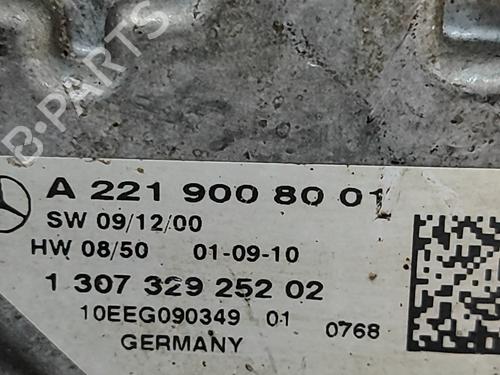 B-PARTS
A 221 900 80 01
SW 09/12/00
HW 08/50 01-09-10
1 307 329 252 02
10EEG090349 01 0768
GERMANY